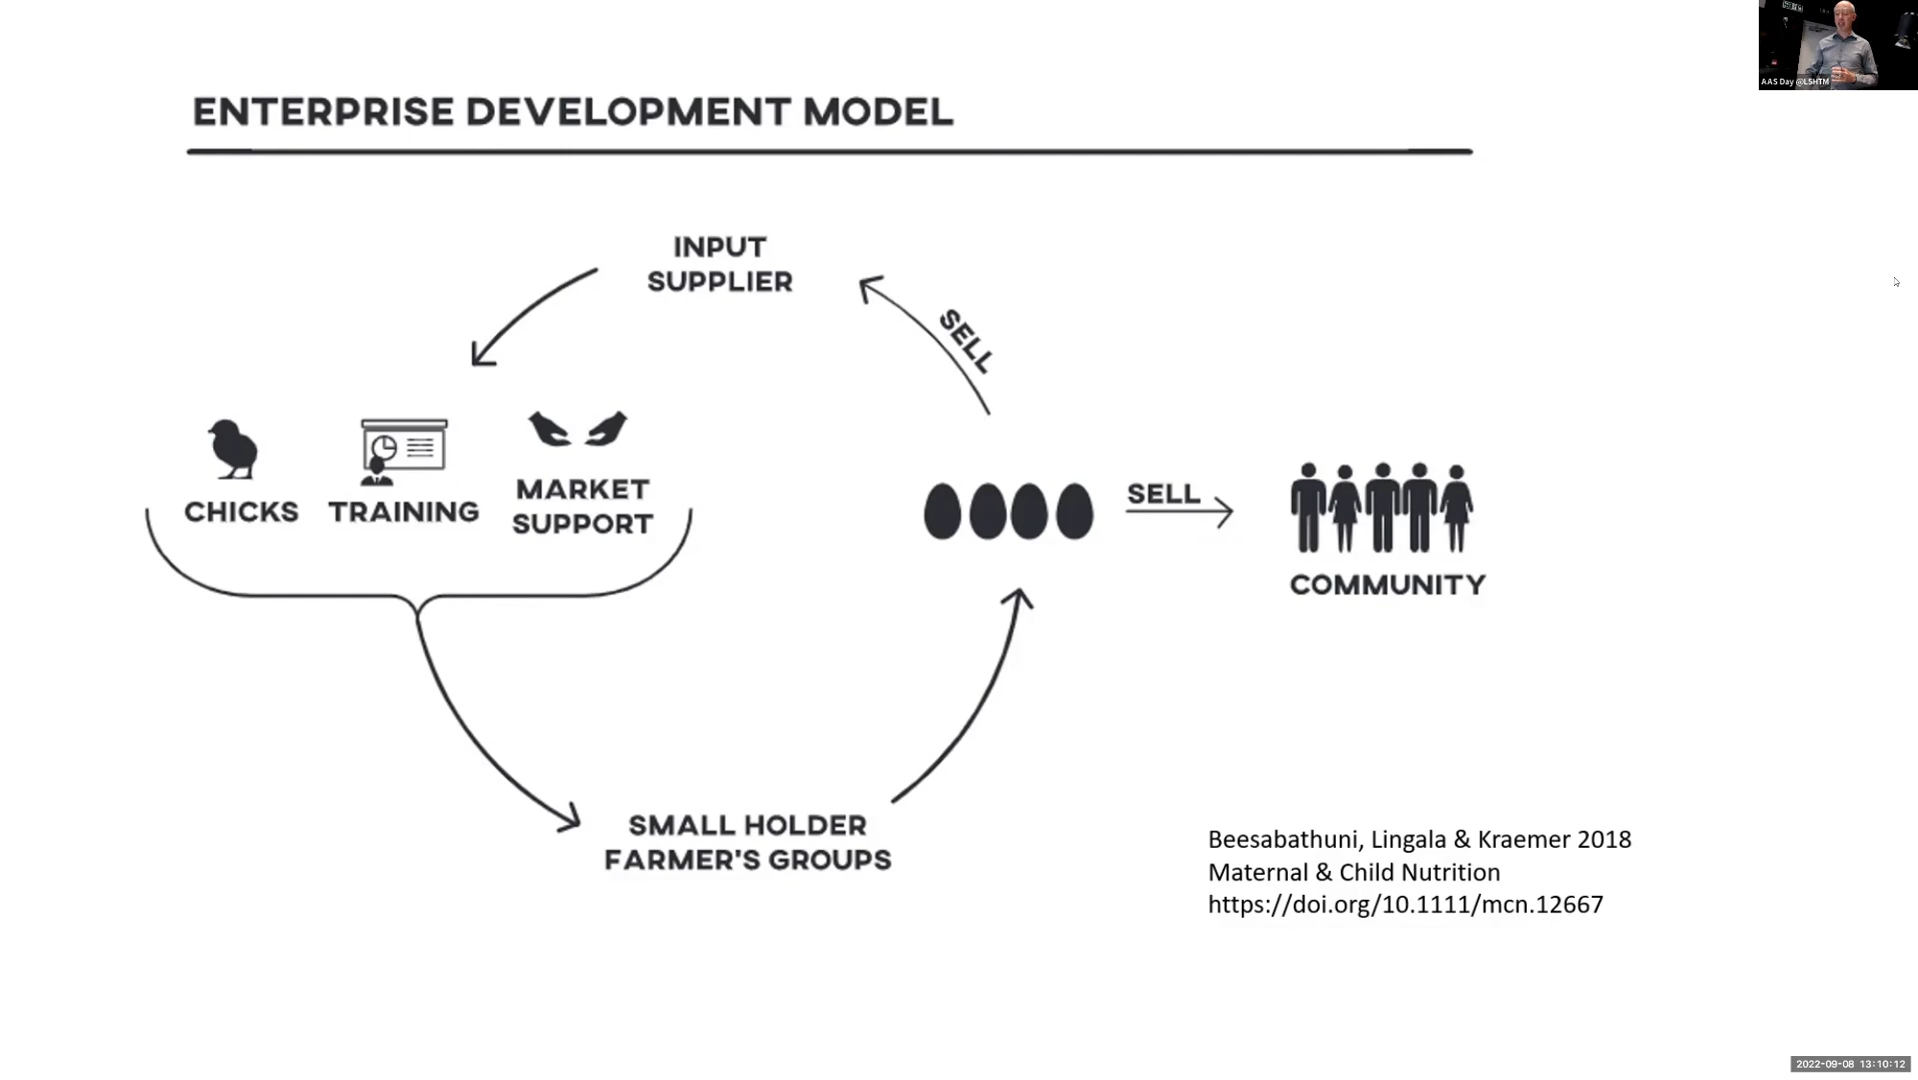 AAS Day @LSHTM
ENTERPRISE DEVELOPMENT MODEL
INPUT
SUPPLIER
SELL
CHICKS
TRAINING
MARKET
SUPPORT
SELL
COMMUNITY
SMALL HOLDER
FARMER'S GROUPS
Beesabathuni, Lingala & Kraemer 2018
Maternal & Child Nutrition
https://doi.org/10.1111/mcn.12667
2022-09-08 13:10:12